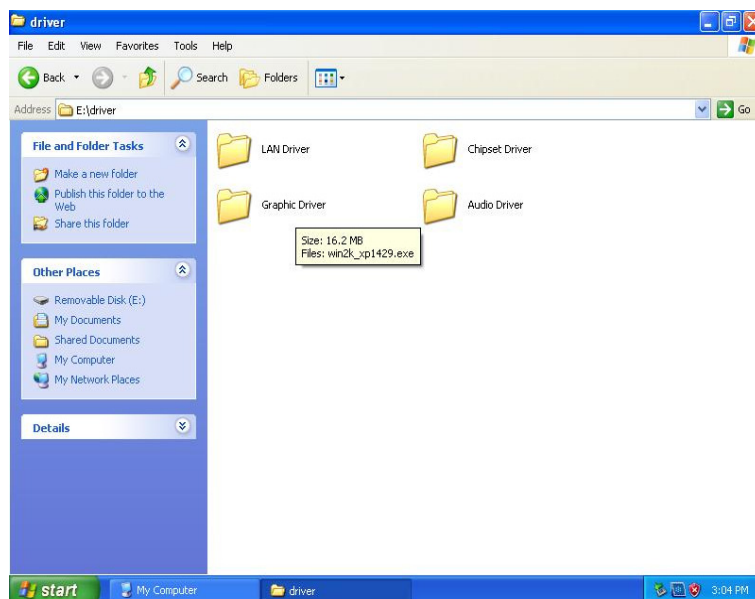 driver
File Edit View Favorites Tools Help
Back Search Folders
Address E:\driver Go
File and Folder Tasks
Make a new folder
Publish this folder to the
Web
Share this folder
Other Places
Removable Disk (E:)
My Documents
Shared Documents
My Computer
My Network Places
Details
LAN Driver Chipset Driver
Graphic Driver Audio Driver
Size: 16.2 MB
Files: win2k_xp1429.exe
start My Computer driver 3:04 PM